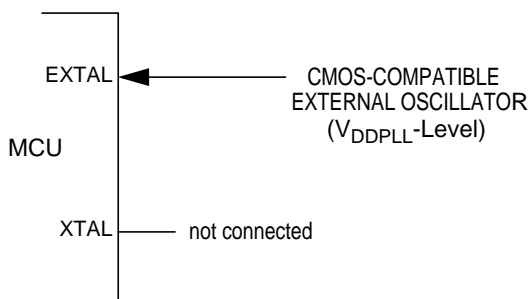 EXTAL
CMOS-COMPATIBLE
EXTERNAL OSCILLATOR
(VDDPLL-Level)
MCU
XTAL
not connected